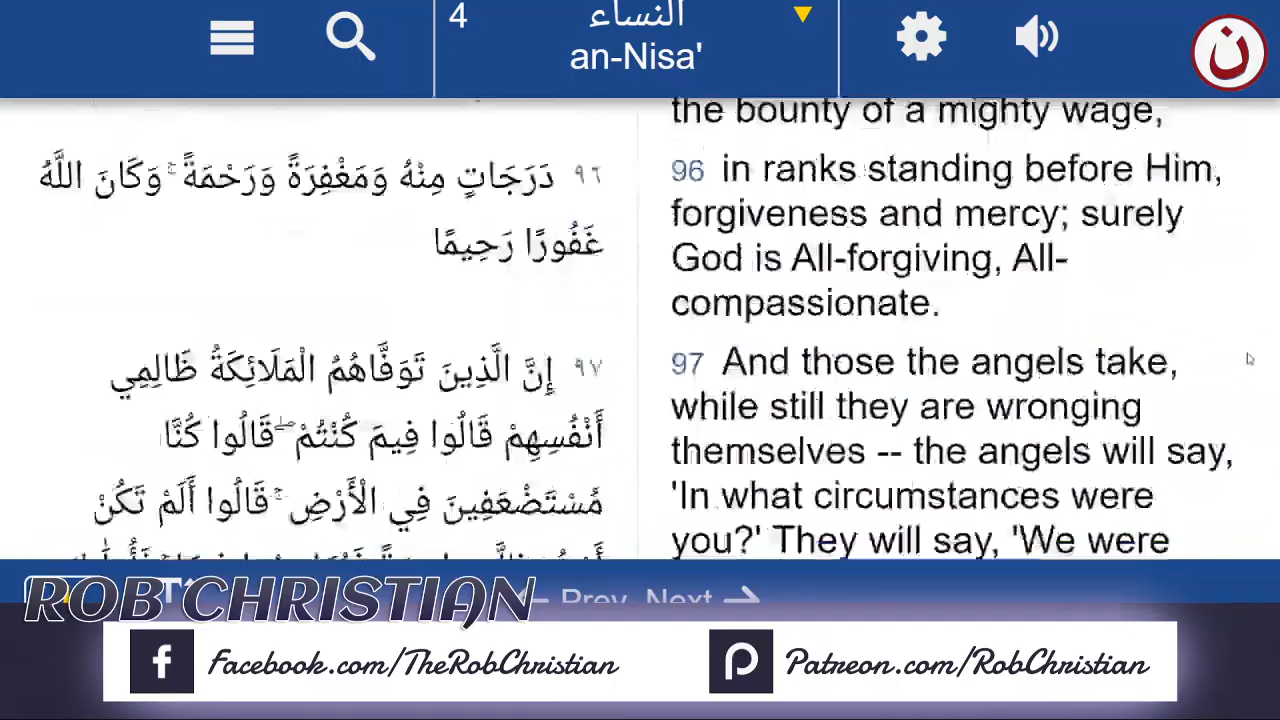 4
النساء
an-Nisa'
ن
the bounty of a mighty wage,
٩٦ دَرَجَاتٍ مِنْهُ وَمَغْفِرَةً وَرَحْمَةً ۚ وَكَانَ اللَّهُ
غَفُورًا رَحِيمًا
96 in ranks standing before Him,
forgiveness and mercy; surely
God is All-forgiving, All-
compassionate.
٩٧ إِنَّ الَّذِينَ تَوَفَّاهُمُ الْمَلَائِكَةُ ظَالِمِي
أَنْفُسِهِمْ قَالُوا فِيمَ كُنْتُمْ ۖ قَالُوا كُنَّا
مُسْتَضْعَفِينَ فِي الْأَرْضِ ۚ قَالُوا أَلَمْ تَكُنْ
97 And those the angels take,
while still they are wronging
themselves -- the angels will say,
'In what circumstances were
you?' They will say, 'We were
Prev Next
ROB CHRISTIAN
Facebook.com/TheRobChristian
Patreon.com/RobChristian